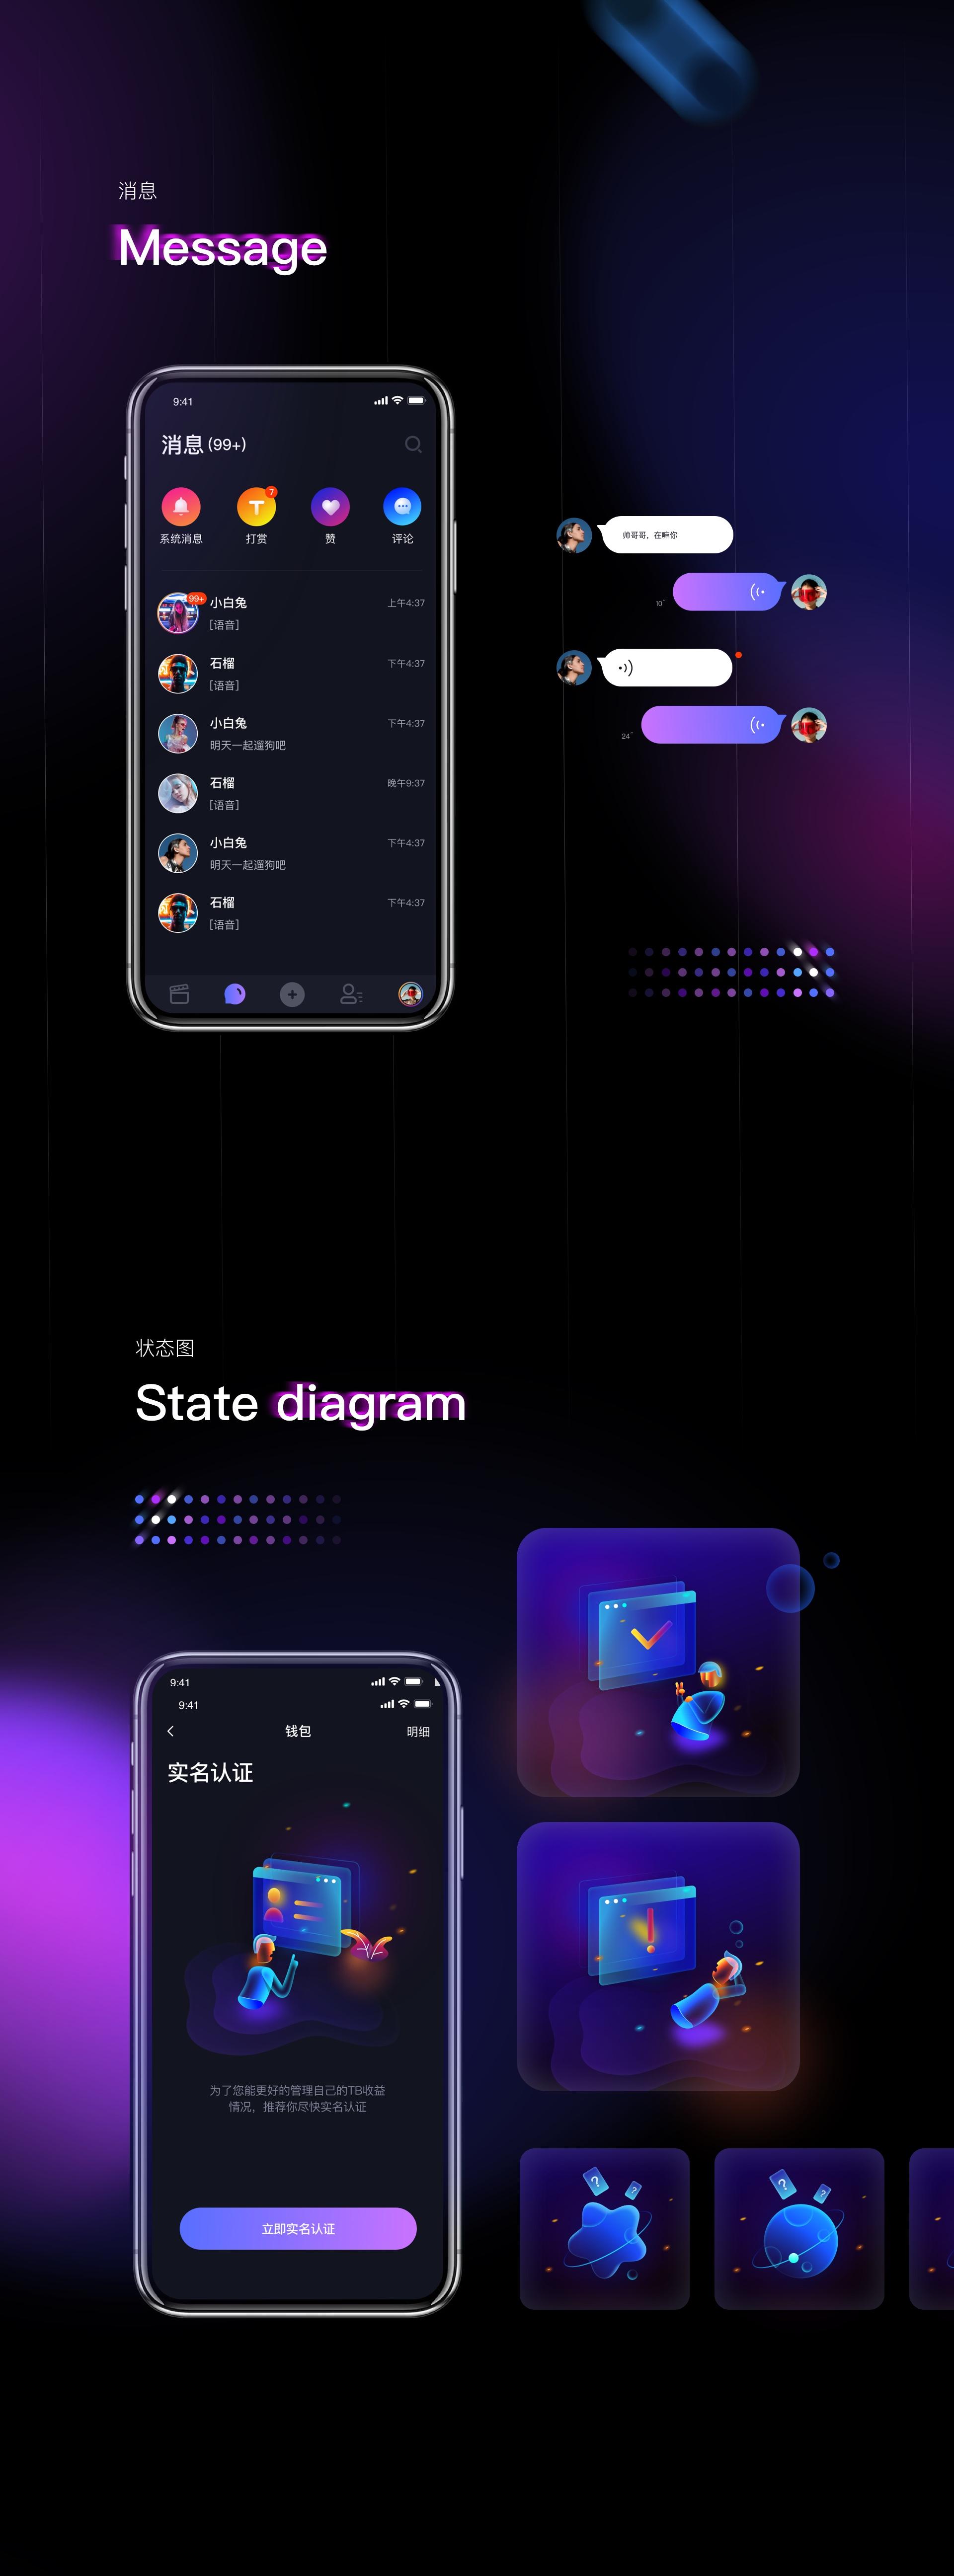 消息
Message
9:41
消息(99+)
7
系统消息 打赏 赞 评论
99+
小白兔 上午4:37
[语音]
石榴 下午4:37
[语音]
小白兔 下午4:37
明天一起遛狗吧
石榴 晚午9:37
[语音]
小白兔 下午4:37
明天一起遛狗吧
石榴 下午4:37
[语音]
帅哥哥，在嘛你
10"
24"
状态图
State diagram
9:41
9:41
钱包 明细
实名认证
为了您能更好的管理自己的TB收益
情况，推荐你尽快实名认证
立即实名认证
? ?
? ?